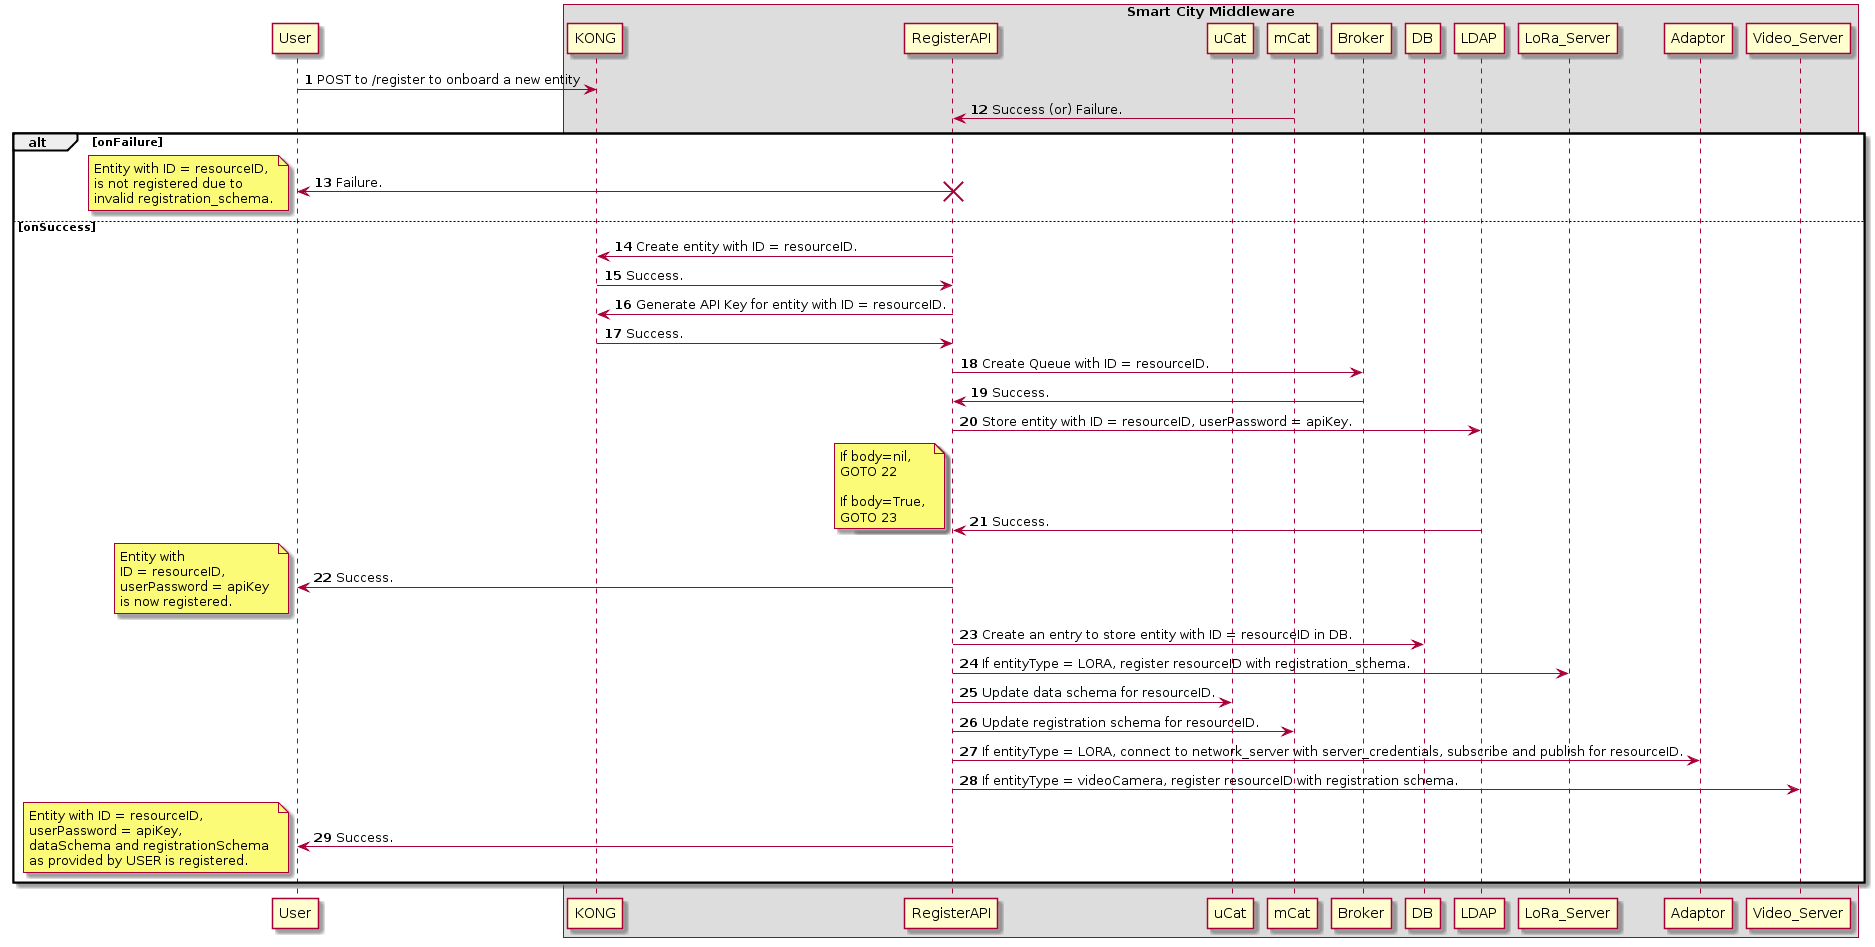 Smart City Middleware
User
KONG
RegisterAPI
uCat
mCat
Broker
DB
LDAP
LoRa_Server
Adaptor
Video_Server
1 POST to /register to onboard a new entity
12 Success (or) Failure.
alt
[onFailure]
Entity with ID = resourceID,
is not registered due to
invalid registration_schema.
13 Failure.
[onSuccess]
14 Create entity with ID = resourceID.
15 Success.
16 Generate API Key for entity with ID = resourceID.
17 Success.
18 Create Queue with ID = resourceID.
19 Success.
20 Store entity with ID = resourceID, userPassword = apiKey.
If body=nil,
GOTO 22
If body=True,
GOTO 23
21 Success.
Entity with
ID = resourceID,
userPassword = apiKey
is now registered.
22 Success.
23 Create an entry to store entity with ID = resourceID in DB.
24 If entityType = LORA, register resourceID with registration_schema.
25 Update data schema for resourceID.
26 Update registration schema for resourceID.
27 If entityType = LORA, connect to network_server with server_credentials, subscribe and publish for resourceID.
28 If entityType = videoCamera, register resourceID with registration schema.
Entity with ID = resourceID,
userPassword = apiKey,
dataSchema and registrationSchema
as provided by USER is registered.
29 Success.
User
KONG
RegisterAPI
uCat
mCat
Broker
DB
LDAP
LoRa_Server
Adaptor
Video_Server